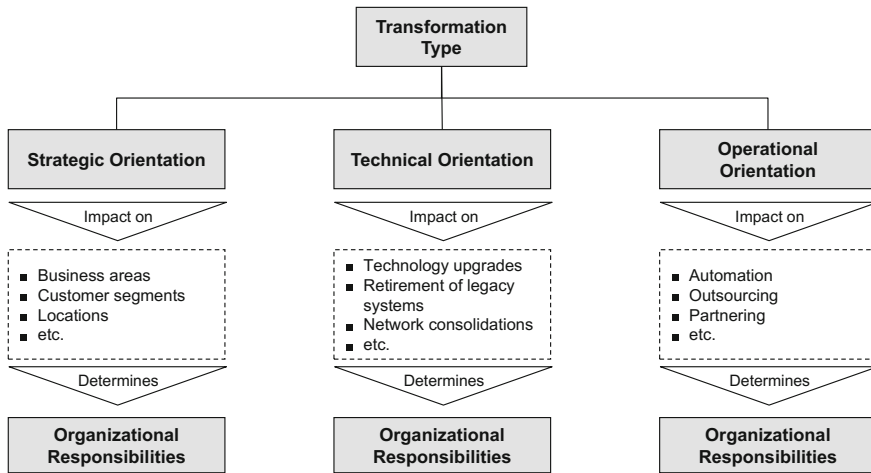 Transformation
Type
Strategic Orientation
Technical Orientation
Operational
Orientation
Impact on
Impact on
Impact on
Business areas
Customer segments
Locations
etc.
Technology upgrades
Retirement of legacy
systems
Network consolidations
etc.
Automation
Outsourcing
Partnering
etc.
Determines
Determines
Determines
Organizational
Responsibilities
Organizational
Responsibilities
Organizational
Responsibilities